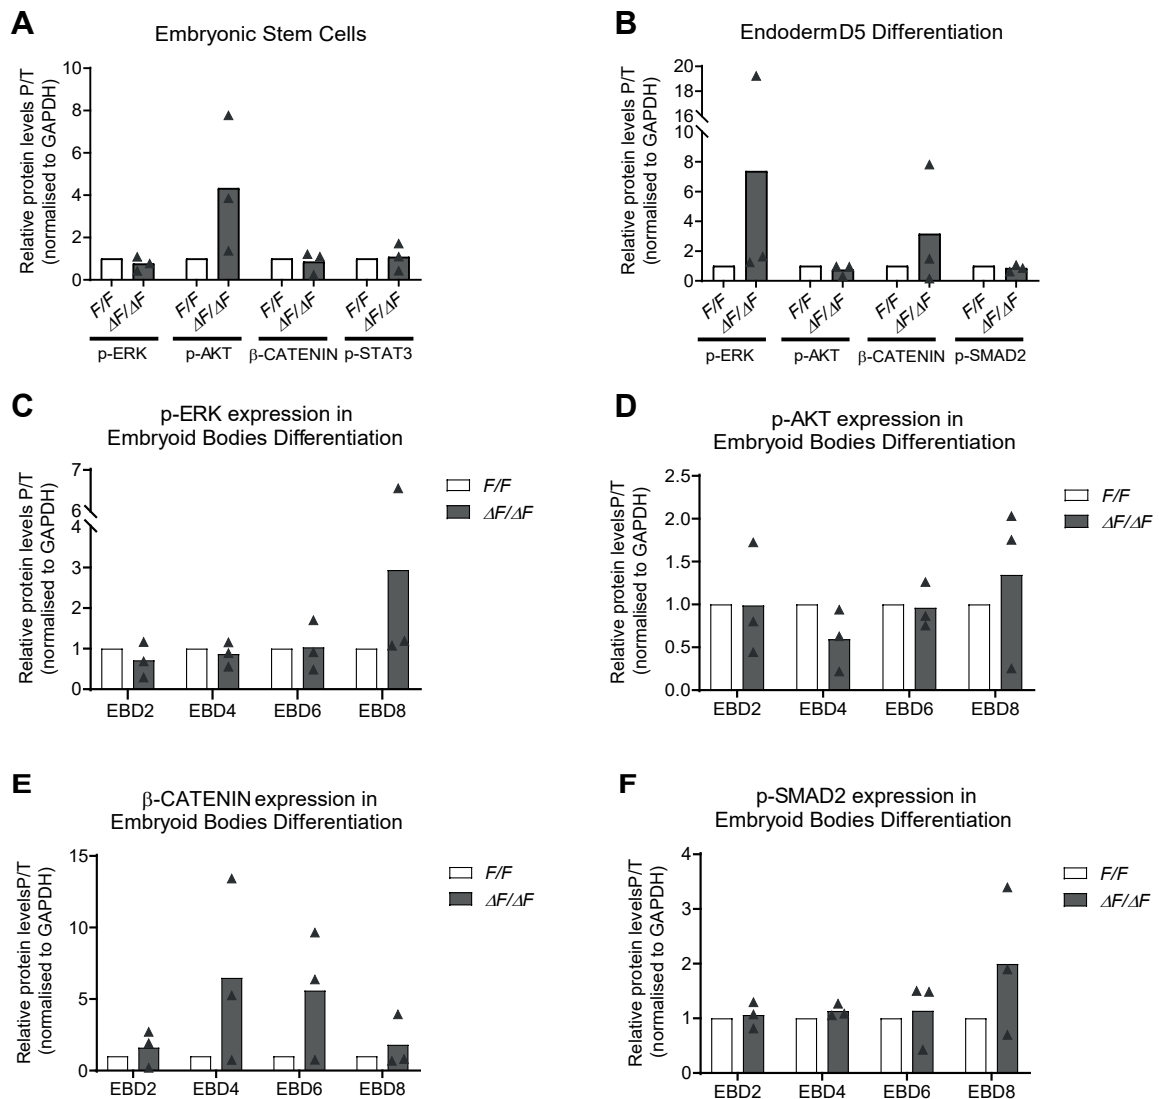 A
Embryonic Stem Cells
Relative protein levels P/T
(normalised to GAPDH)
10
8
6
4
2
0
F/F
ΔF/ΔF
F/F
ΔF/ΔF
F/F
ΔF/ΔF
F/F
ΔF/ΔF
p-ERK
p-AKT
β-CATENIN
p-STAT3
B
EndodermD5 Differentiation
Relative protein levels P/T
(normalised to GAPDH)
20
18
16
10
8
6
4
2
0
F/F
ΔF/ΔF
F/F
ΔF/ΔF
F/F
ΔF/ΔF
F/F
ΔF/ΔF
p-ERK
p-AKT
β-CATENIN
p-SMAD2
C
p-ERK expression in
Embryoid Bodies Differentiation
Relative protein levels P/T
(normalised to GAPDH)
7
6
4
3
2
1
0
EBD2
EBD4
EBD6
EBD8
F/F
ΔF/ΔF
D
p-AKT expression in
Embryoid Bodies Differentiation
Relative protein levelsP/T
(normalised to GAPDH)
2.5
2.0
1.5
1.0
0.5
0.0
EBD2
EBD4
EBD6
EBD8
F/F
ΔF/ΔF
E
β-CATENIN expression in
Embryoid Bodies Differentiation
Relative protein levelsP/T
(normalised to GAPDH)
15
10
5
0
EBD2
EBD4
EBD6
EBD8
F/F
ΔF/ΔF
F
p-SMAD2 expression in
Embryoid Bodies Differentiation
Relative protein levelsP/T
(normalised to GAPDH)
4
3
2
1
0
EBD2
EBD4
EBD6
EBD8
F/F
ΔF/ΔF